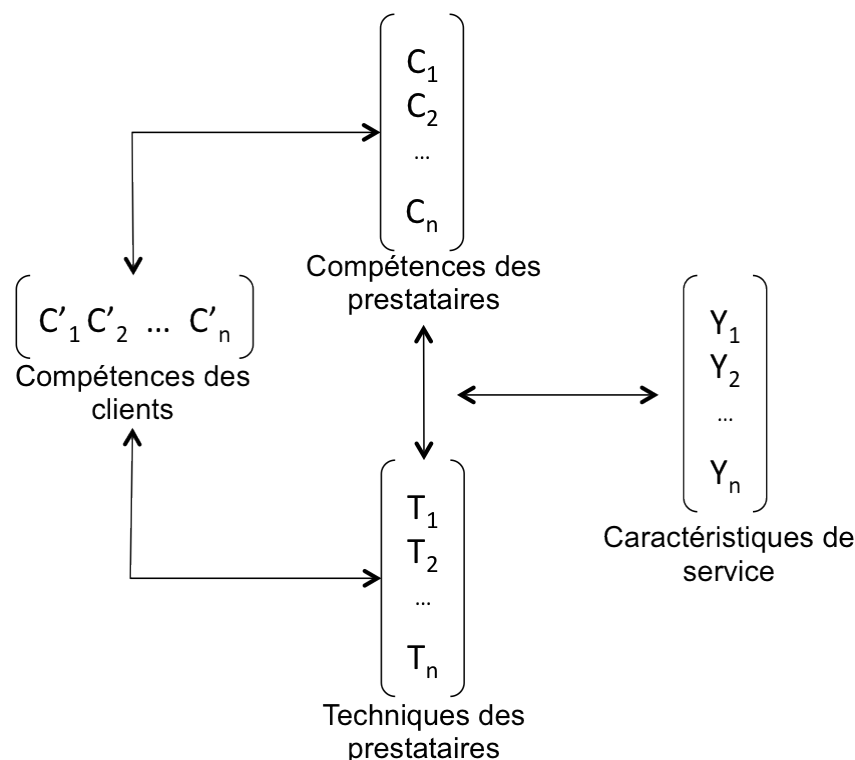 C1
C2
...
Cn
Compétences des
prestataires
C’1 C’2 ... C’n
Compétences des
clients
Y1
Y2
...
Yn
Caractéristiques de
service
T1
T2
...
Tn
Techniques des
prestataires